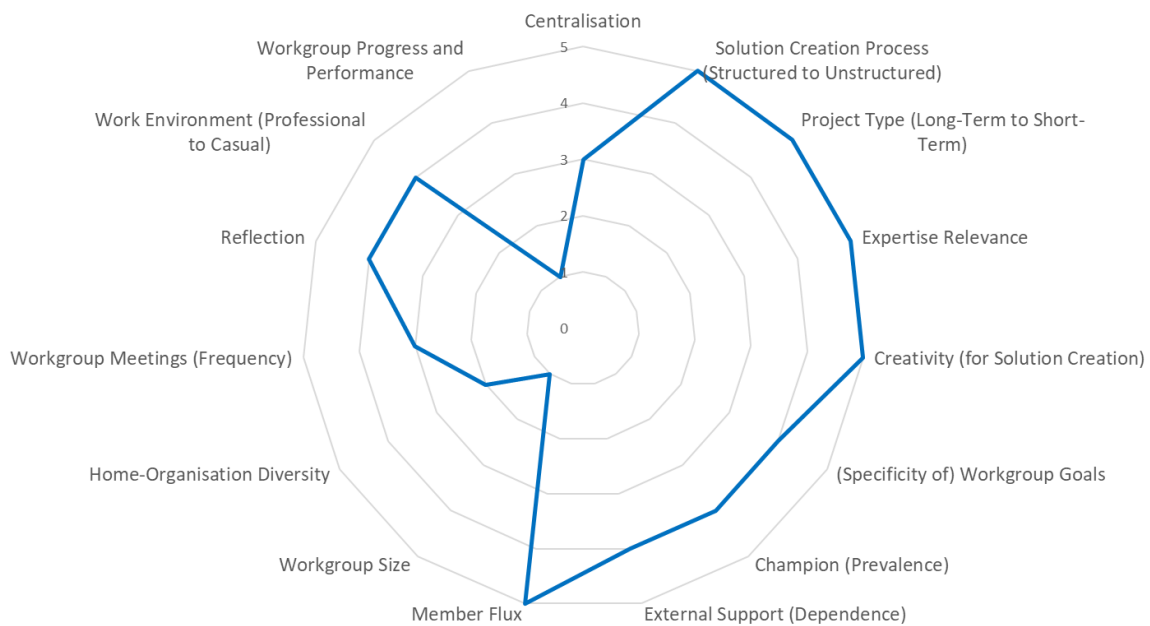 Centralisation
Solution Creation Process
(Structured to Unstructured)
Project Type (Long-Term to Short-
Term)
Expertise Relevance
Creativity (for Solution Creation)
(Specificity of) Workgroup Goals
Champion (Prevalence)
External Support (Dependence)
Member Flux
Workgroup Size
Home-Organisation Diversity
Workgroup Meetings (Frequency)
Reflection
Work Environment (Professional
to Casual)
Workgroup Progress and
Performance
5
4
3
2
1
0